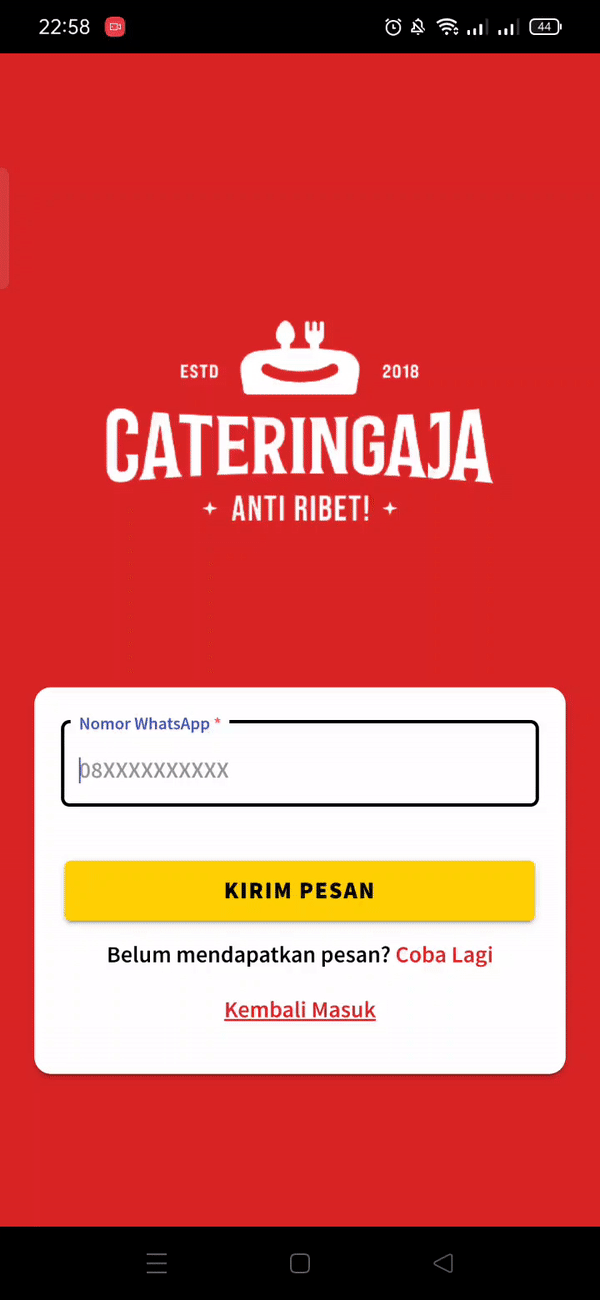 22:58
44
ESTD 2018
CATERINGAJA
ANTI RIBET!
Nomor WhatsApp *
08XXXXXXXXXX
KIRIM PESAN
Belum mendapatkan pesan? Coba Lagi
Kembali Masuk